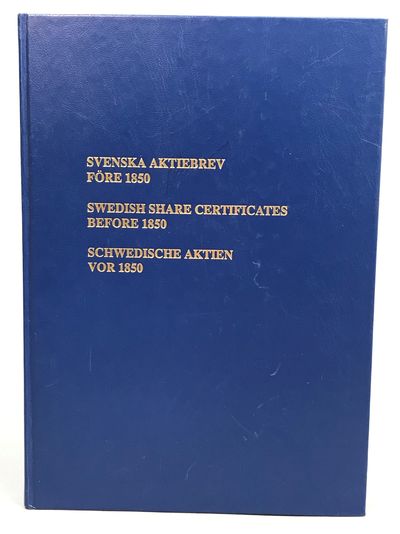 SVENSKA AKTIEBREV
FÖRE 1850
SWEDISH SHARE CERTIFICATES
BEFORE 1850
SCHWEDISCHE AKTIEN
VOR 1850